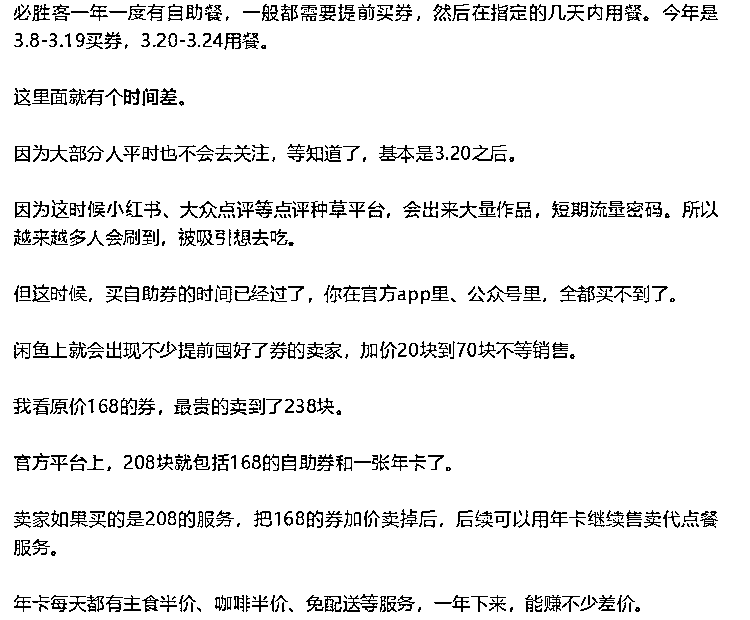 必胜客一年一度有自助餐，一般都需要提前买券，然后在指定的几天内用餐。今年是
3.8-3.19买券，3.20-3.24用餐。
这里面就有个时间差。
因为大部分人平时也不会去关注，等知道了，基本是3.20之后。
因为这时候小红书、大众点评等点评种草平台，会出来大量作品，短期流量密码。所以
越来越多人会刷到，被吸引想去吃。
但这时候，买自助券的时间已经过了，你在官方app里、公众号里，全都买不到了。
闲鱼上就会出现不少提前囤好了券的卖家，加价20块到70块不等销售。
我看原价168的券，最贵的卖到了238块。
官方平台上，208块就包括168的自助券和一张年卡了。
卖家如果买的是208的服务，把168的券加价卖掉后，后续可以用年卡继续售卖代点餐
服务。
年卡每天都有主食半价、咖啡半价、免配送等服务，一年下来，能赚不少差价。